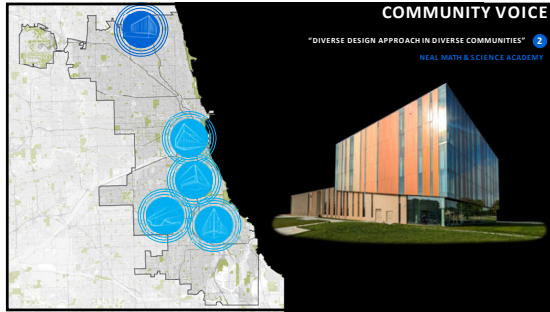 COMMUNITY VOICE
"DIVERSE DESIGN APPROACH IN DIVERSE COMMUNITIES" 2
NEAL MATH & SCIENCE ACADEMY